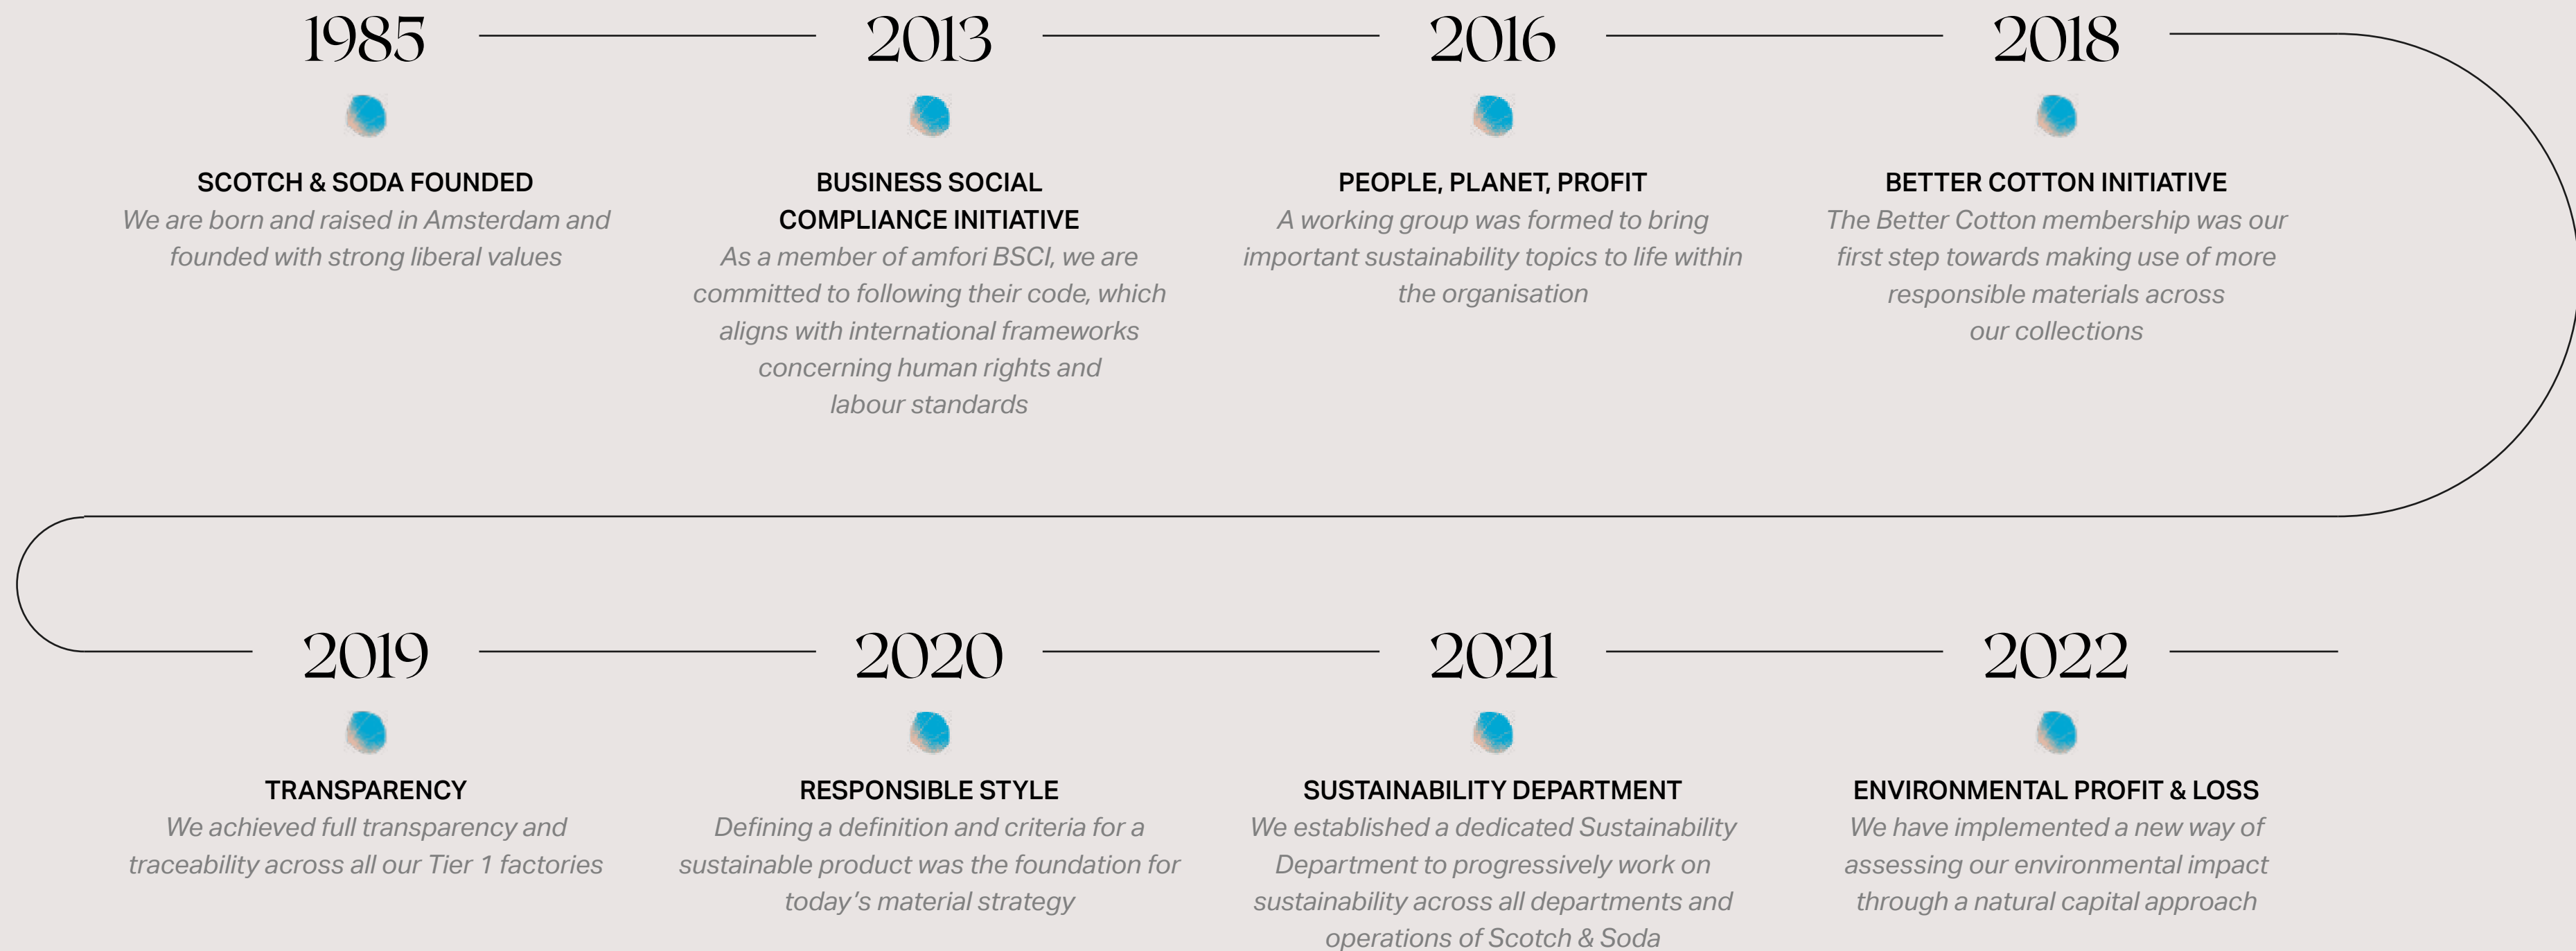 1985
SCOTCH & SODA FOUNDED
We are born and raised in Amsterdam and
founded with strong liberal values
2013
BUSINESS SOCIAL
COMPLIANCE INITIATIVE
As a member of amfori BSCI, we are
committed to following their code, which
aligns with international frameworks
concerning human rights and
labour standards
2016
PEOPLE, PLANET, PROFIT
A working group was formed to bring
important sustainability topics to life within
the organisation
2018
BETTER COTTON INITIATIVE
The Better Cotton membership was our
first step towards making use of more
responsible materials across
our collections
2019
TRANSPARENCY
We achieved full transparency and
traceability across all our Tier 1 factories
2020
RESPONSIBLE STYLE
Defining a definition and criteria for a
sustainable product was the foundation for
today’s material strategy
2021
SUSTAINABILITY DEPARTMENT
We established a dedicated Sustainability
Department to progressively work on
sustainability across all departments and
operations of Scotch & Soda
2022
ENVIRONMENTAL PROFIT & LOSS
We have implemented a new way of
assessing our environmental impact
through a natural capital approach